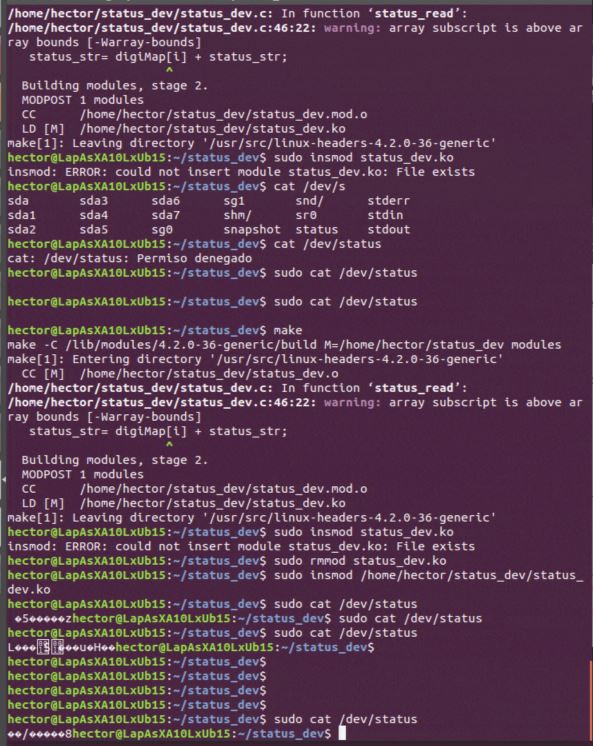 /home/hector/status_dev/status_dev.c: In function ‘status_read’:
/home/hector/status_dev/status_dev.c:46:22: warning: array subscript is above ar
ray bounds [-Warray-bounds]
   status_str= digiMap[i] + status_str;
                      ^
  Building modules, stage 2.
  MODPOST 1 modules
  CC      /home/hector/status_dev/status_dev.mod.o
  LD [M]  /home/hector/status_dev/status_dev.ko
make[1]: Leaving directory '/usr/src/linux-headers-4.2.0-36-generic'
hector@LapAsXA10LxUb15:~/status_dev$ sudo insmod status_dev.ko
insmod: ERROR: could not insert module status_dev.ko: File exists
hector@LapAsXA10LxUb15:~/status_dev$ cat /dev/s
sda       sda3      sda6      sg1       snd/      stderr
sda1      sda4      sda7      shm/      sr0       stdin
sda2      sda5      sg0       snapshot  status    stdout
hector@LapAsXA10LxUb15:~/status_dev$ cat /dev/status
cat: /dev/status: Permiso denegado
hector@LapAsXA10LxUb15:~/status_dev$ sudo cat /dev/status
hector@LapAsXA10LxUb15:~/status_dev$ sudo cat /dev/status
hector@LapAsXA10LxUb15:~/status_dev$ make
make -C /lib/modules/4.2.0-36-generic/build M=/home/hector/status_dev modules
make[1]: Entering directory '/usr/src/linux-headers-4.2.0-36-generic'
  CC [M]  /home/hector/status_dev/status_dev.o
/home/hector/status_dev/status_dev.c: In function ‘status_read’:
/home/hector/status_dev/status_dev.c:46:22: warning: array subscript is above ar
ray bounds [-Warray-bounds]
   status_str= digiMap[i] + status_str;
                      ^
  Building modules, stage 2.
  MODPOST 1 modules
  CC      /home/hector/status_dev/status_dev.mod.o
  LD [M]  /home/hector/status_dev/status_dev.ko
make[1]: Leaving directory '/usr/src/linux-headers-4.2.0-36-generic'
hector@LapAsXA10LxUb15:~/status_dev$ sudo insmod status_dev.ko
insmod: ERROR: could not insert module status_dev.ko: File exists
hector@LapAsXA10LxUb15:~/status_dev$ sudo rmmod status_dev.ko
hector@LapAsXA10LxUb15:~/status_dev$ sudo insmod /home/hector/status_dev/status_
dev.ko
hector@LapAsXA10LxUb15:~/status_dev$ sudo cat /dev/status
�5�����zhector@LapAsXA10LxUb15:~/status_dev$ sudo cat /dev/status
hector@LapAsXA10LxUb15:~/status_dev$ sudo cat /dev/status
L������u�H��hector@LapAsXA10LxUb15:~/status_dev$
hector@LapAsXA10LxUb15:~/status_dev$
hector@LapAsXA10LxUb15:~/status_dev$
hector@LapAsXA10LxUb15:~/status_dev$
hector@LapAsXA10LxUb15:~/status_dev$
hector@LapAsXA10LxUb15:~/status_dev$ sudo cat /dev/status
��/�����8hector@LapAsXA10LxUb15:~/status_dev$